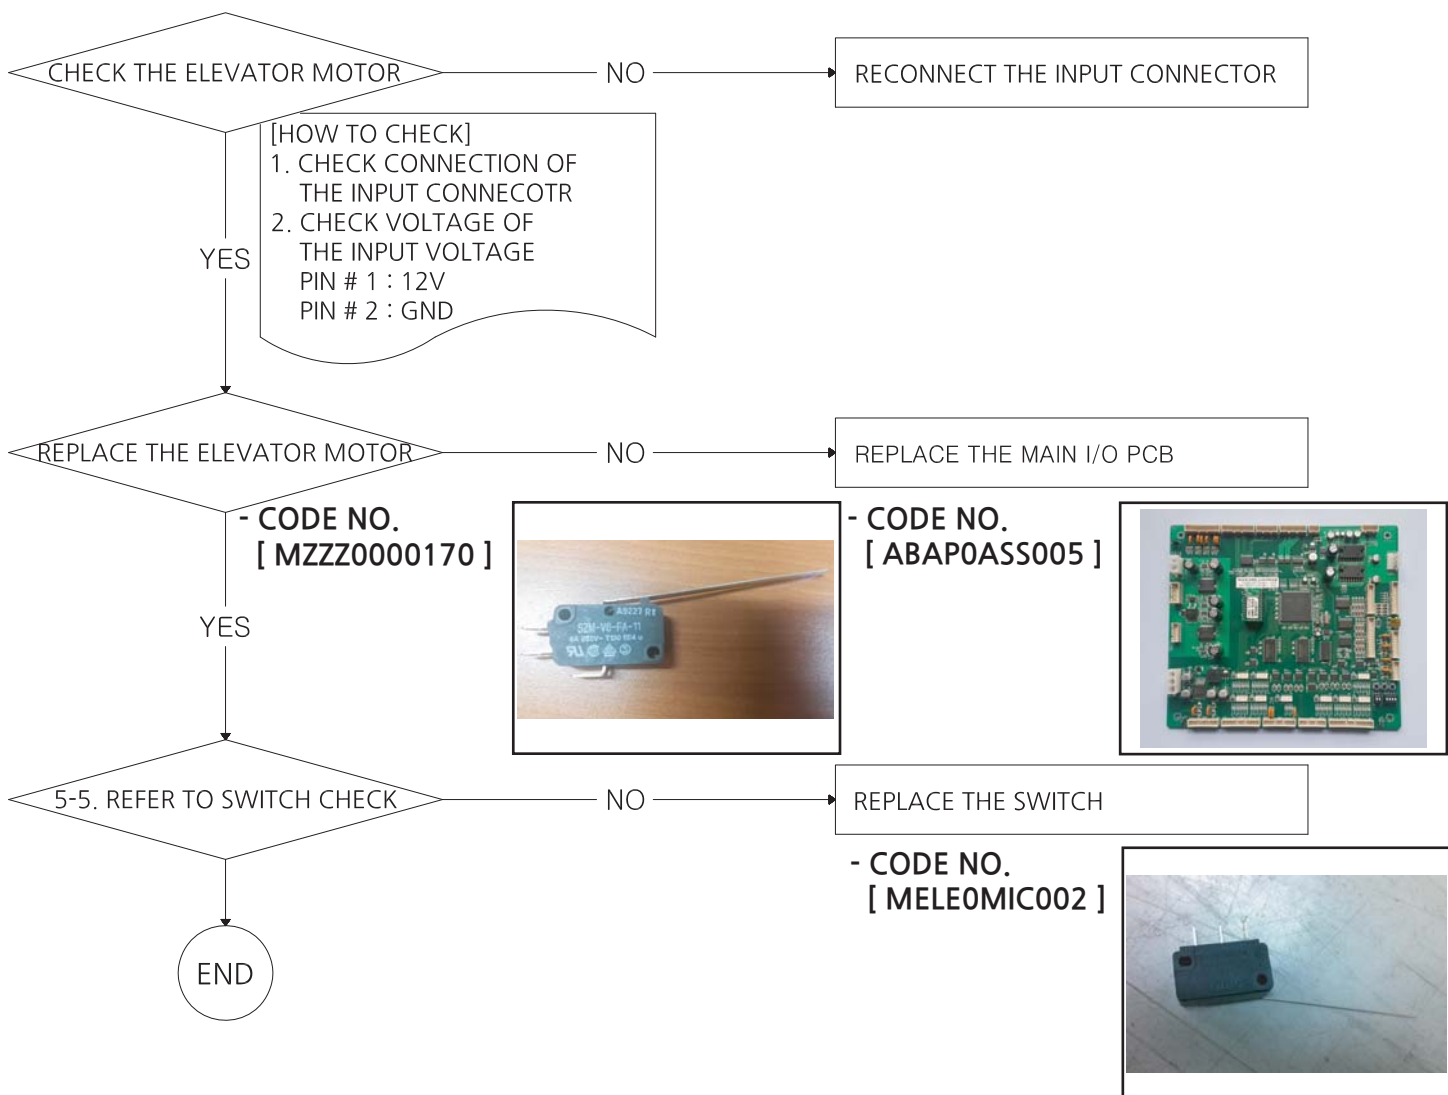 CHECK THE ELEVATOR MOTOR
NO
RECONNECT THE INPUT CONNECTOR
[HOW TO CHECK]
1. CHECK CONNECTION OF
THE INPUT CONNECOTR
2. CHECK VOLTAGE OF
THE INPUT VOLTAGE
PIN # 1 : 12V
PIN # 2 : GND
YES
REPLACE THE ELEVATOR MOTOR
NO
REPLACE THE MAIN I/O PCB
- CODE NO.
[ MZZZ0000170 ]
- CODE NO.
[ ABAP0ASS005 ]
YES
5-5. REFER TO SWITCH CHECK
NO
REPLACE THE SWITCH
- CODE NO.
[ MELE0MIC002 ]
END